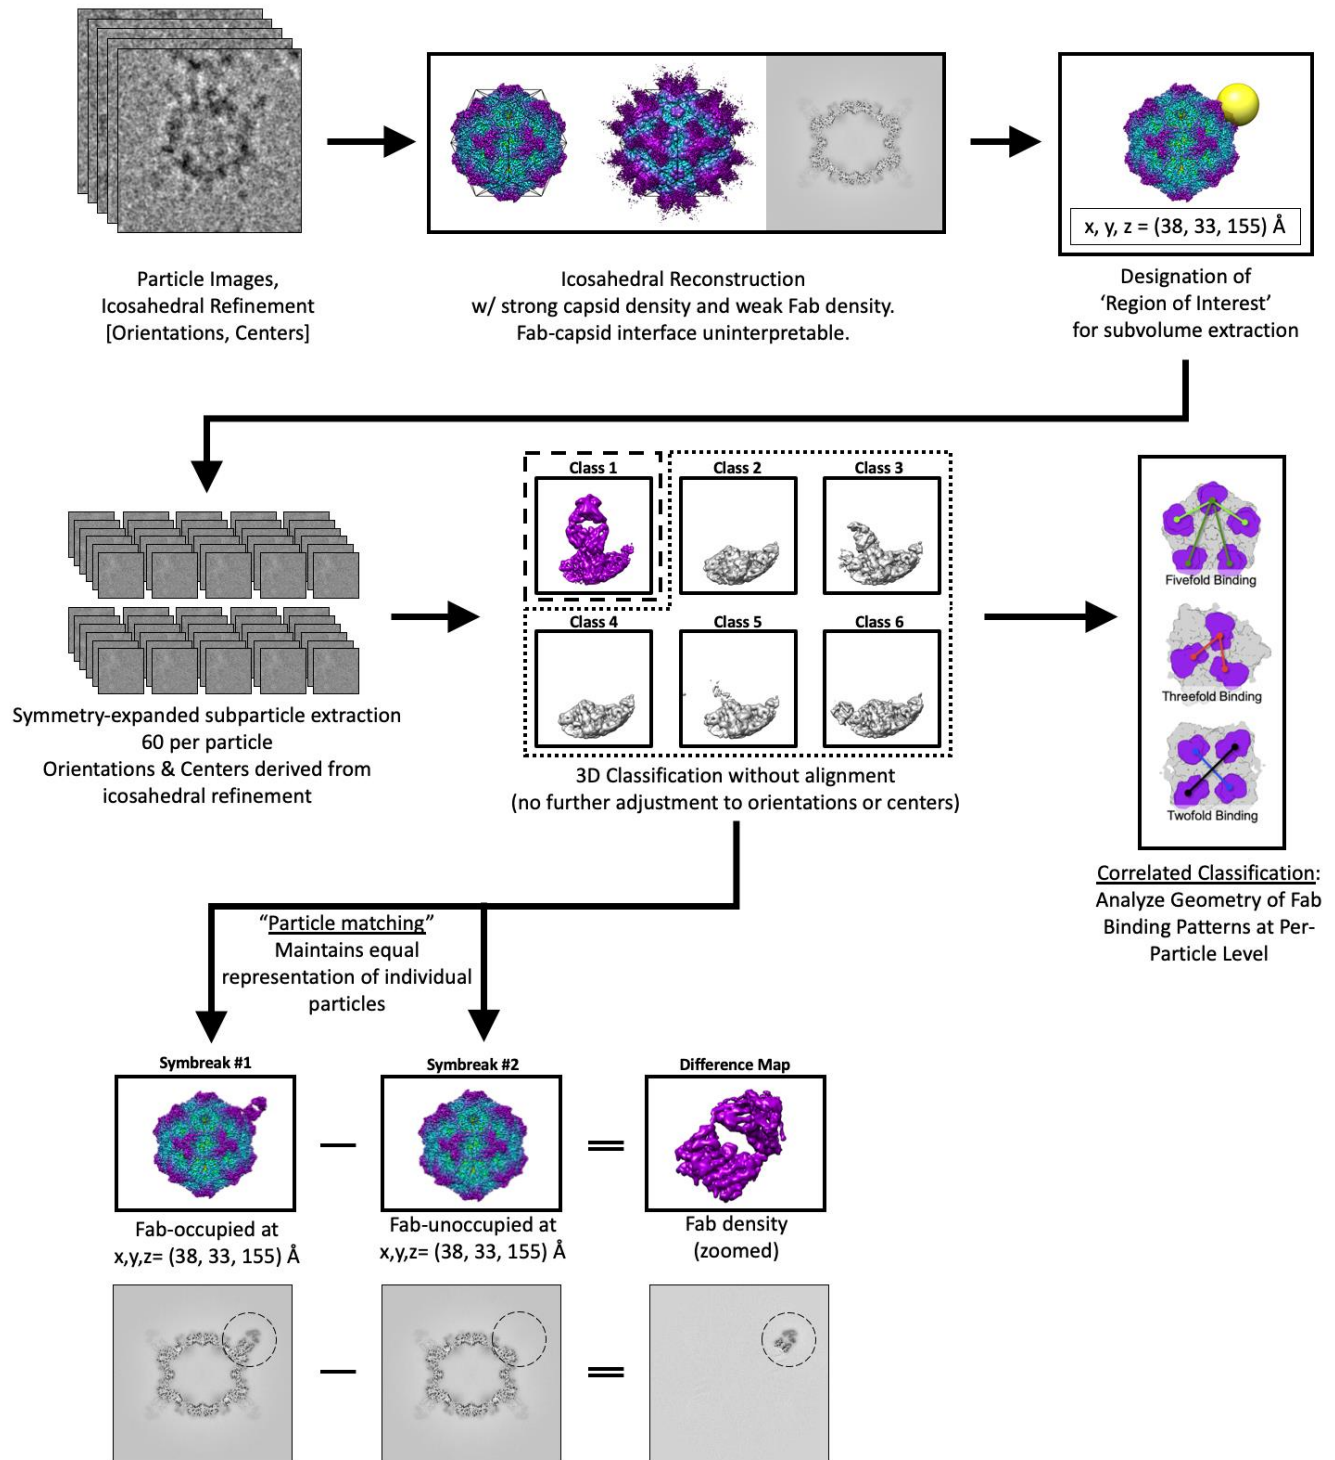 x, y, z = (38, 33, 155) Å
Particle Images,
Icosahedral Refinement
[Orientations, Centers]
Icosahedral Reconstruction
w/ strong capsid density and weak Fab density.
Fab-capsid interface uninterpretable.
Designation of
‘Region of Interest’
for subvolume extraction
Class 1
Class 2
Class 3
Class 4
Class 5
Class 6
Symmetry-expanded subparticle extraction
60 per particle
Orientations & Centers derived from
icosahedral refinement
3D Classification without alignment
(no further adjustment to orientations or centers)
Fivefold Binding
Threefold Binding
Twofold Binding
Correlated Classification:
Analyze Geometry of Fab
Binding Patterns at Per-
Particle Level
“Particle matching”
Maintains equal
representation of individual
particles
Symbreak #1
Symbreak #2
Difference Map
Fab-occupied at
x,y,z= (38, 33, 155) Å
Fab-unoccupied at
x,y,z= (38, 33, 155) Å
Fab density
(zoomed)